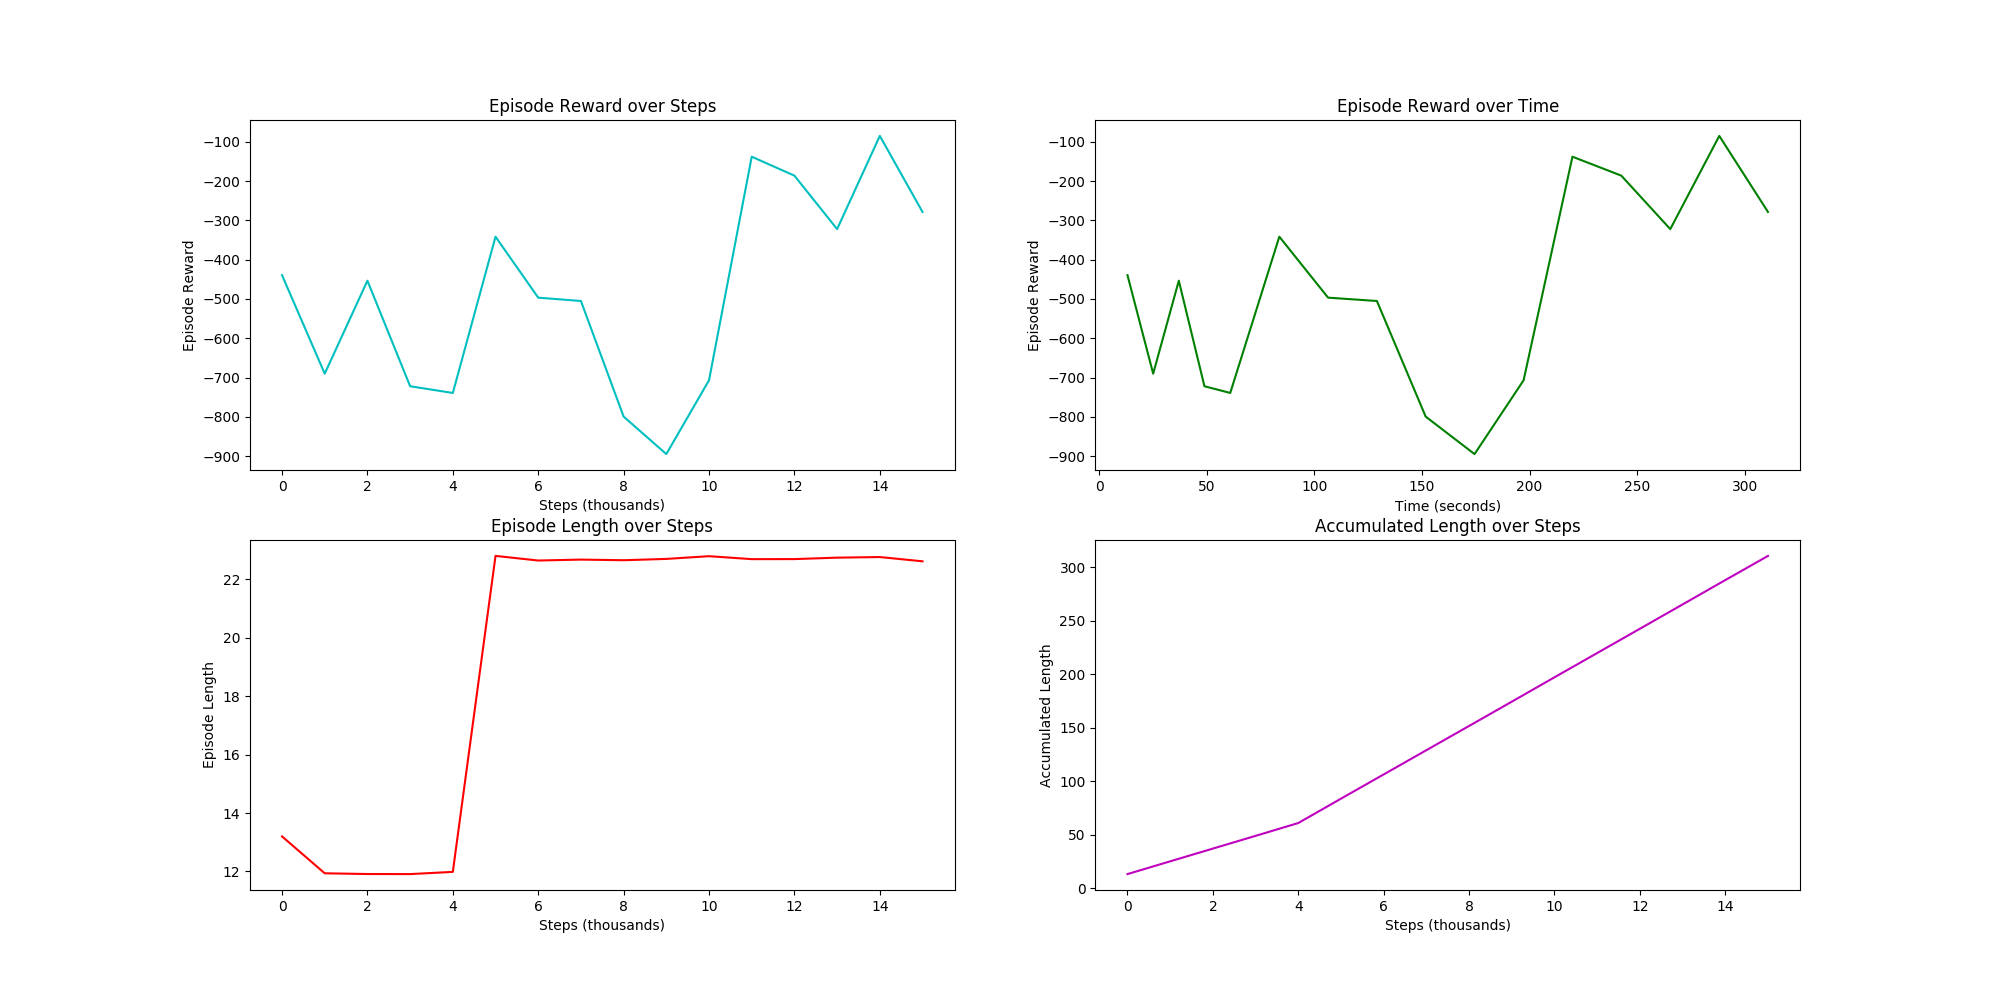 Episode Reward over Steps
Episode Reward
−100
−200
−300
−400
−500
−600
−700
−800
−900
0 2 4 6 8 10 12 14
Steps (thousands)
Episode Reward over Time
Episode Reward
−100
−200
−300
−400
−500
−600
−700
−800
−900
0 50 100 150 200 250 300
Time (seconds)
Episode Length over Steps
Episode Length
22
20
18
16
14
12
0 2 4 6 8 10 12 14
Steps (thousands)
Accumulated Length over Steps
Accumulated Length
300
250
200
150
100
50
0
0 2 4 6 8 10 12 14
Steps (thousands)